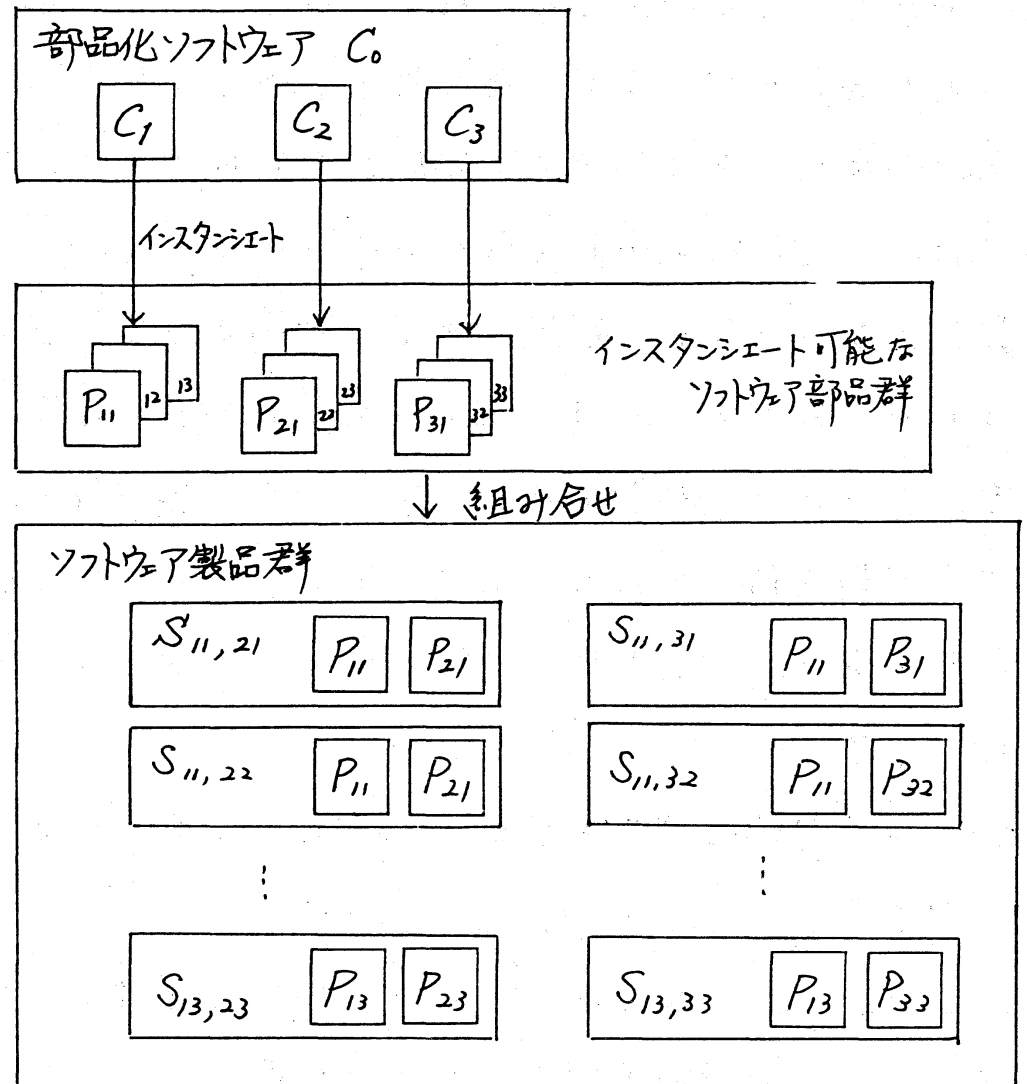 部品化ソフトウェア C₀
C₁ C₂ C₃
インスタンシエート
P₁₁ 12 13 P₂₁ 22 23 P₃₁ 32 33
インスタンシエート可能な
ソフトウェア部品群
↓ 組み合せ
ソフトウェア製品群
S₁₁,₂₁ P₁₁ P₂₁
S₁₁,₃₁ P₁₁ P₃₁
S₁₁,₂₂ P₁₁ P₂₁
S₁₁,₃₂ P₁₁ P₃₂
⋮ ⋮
S₁₃,₂₃ P₁₃ P₂₃
S₁₃,₃₃ P₁₃ P₃₃